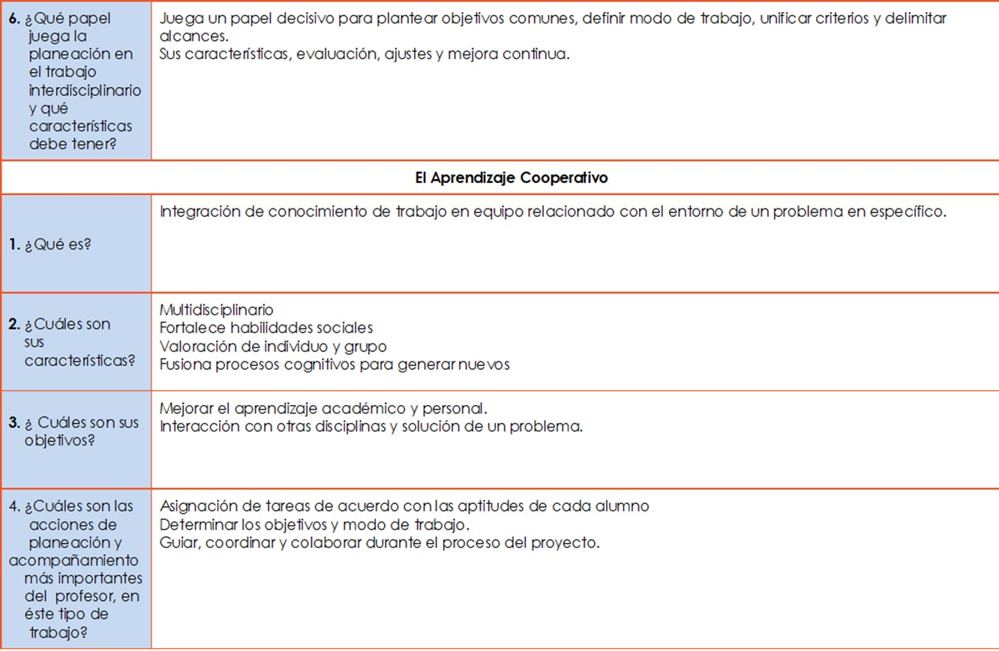 6. ¿Qué papel
juega la
planeación en
el trabajo
interdisciplinario
y qué
características
debe tener?
Juega un papel decisivo para plantear objetivos comunes, definir modo de trabajo, unificar criterios y delimitar
alcances.
Sus características, evaluación, ajustes y mejora continua.
El Aprendizaje Cooperativo
1. ¿Qué es?
Integración de conocimiento de trabajo en equipo relacionado con el entorno de un problema en específico.
2. ¿Cuáles son
sus
características?
Multidisciplinario
Fortalece habilidades sociales
Valoración de individuo y grupo
Fusiona procesos cognitivos para generar nuevos
3. ¿ Cuáles son sus
objetivos?
Mejorar el aprendizaje académico y personal.
Interacción con otras disciplinas y solución de un problema.
4. ¿Cuáles son las
acciones de
planeación y
acompañamiento
más importantes
del profesor, en
éste tipo de
trabajo?
Asignación de tareas de acuerdo con las aptitudes de cada alumno
Determinar los objetivos y modo de trabajo.
Guiar, coordinar y colaborar durante el proceso del proyecto.